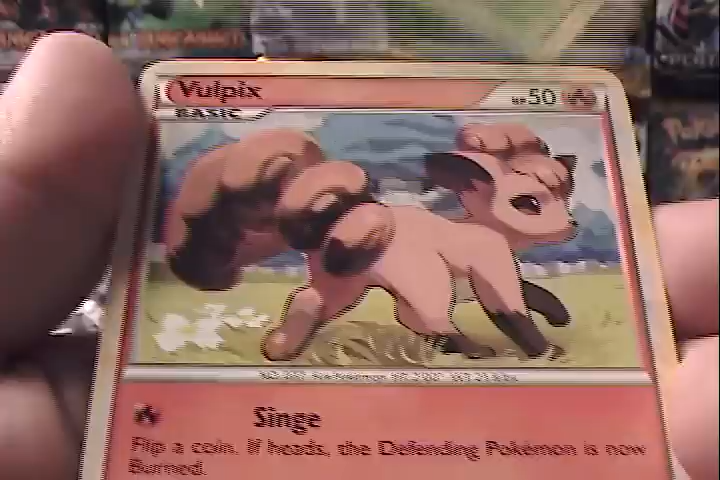 Vulpix
HP 50
BASIC
Singe
Flip a coin. If heads, the Defending Pokémon is now
Burned.